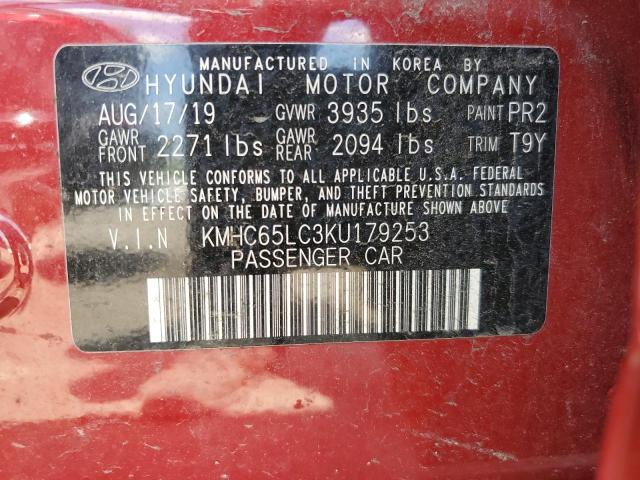 MANUFACTURED IN KOREA BY
HYUNDAI MOTOR COMPANY
AUG/17/19 GVWR 3935 lbs PAINT PR2
GAWR FRONT 2271 lbs GAWR REAR 2094 lbs TRIM T9Y
THIS VEHICLE CONFORMS TO ALL APPLICABLE U.S.A. FEDERAL
MOTOR VEHICLE SAFETY, BUMPER, AND THEFT PREVENTION STANDARDS
IN EFFECT ON THE DATE OF MANUFACTURE SHOWN ABOVE.
V.I.N KMHC65LC3KU179253
PASSENGER CAR